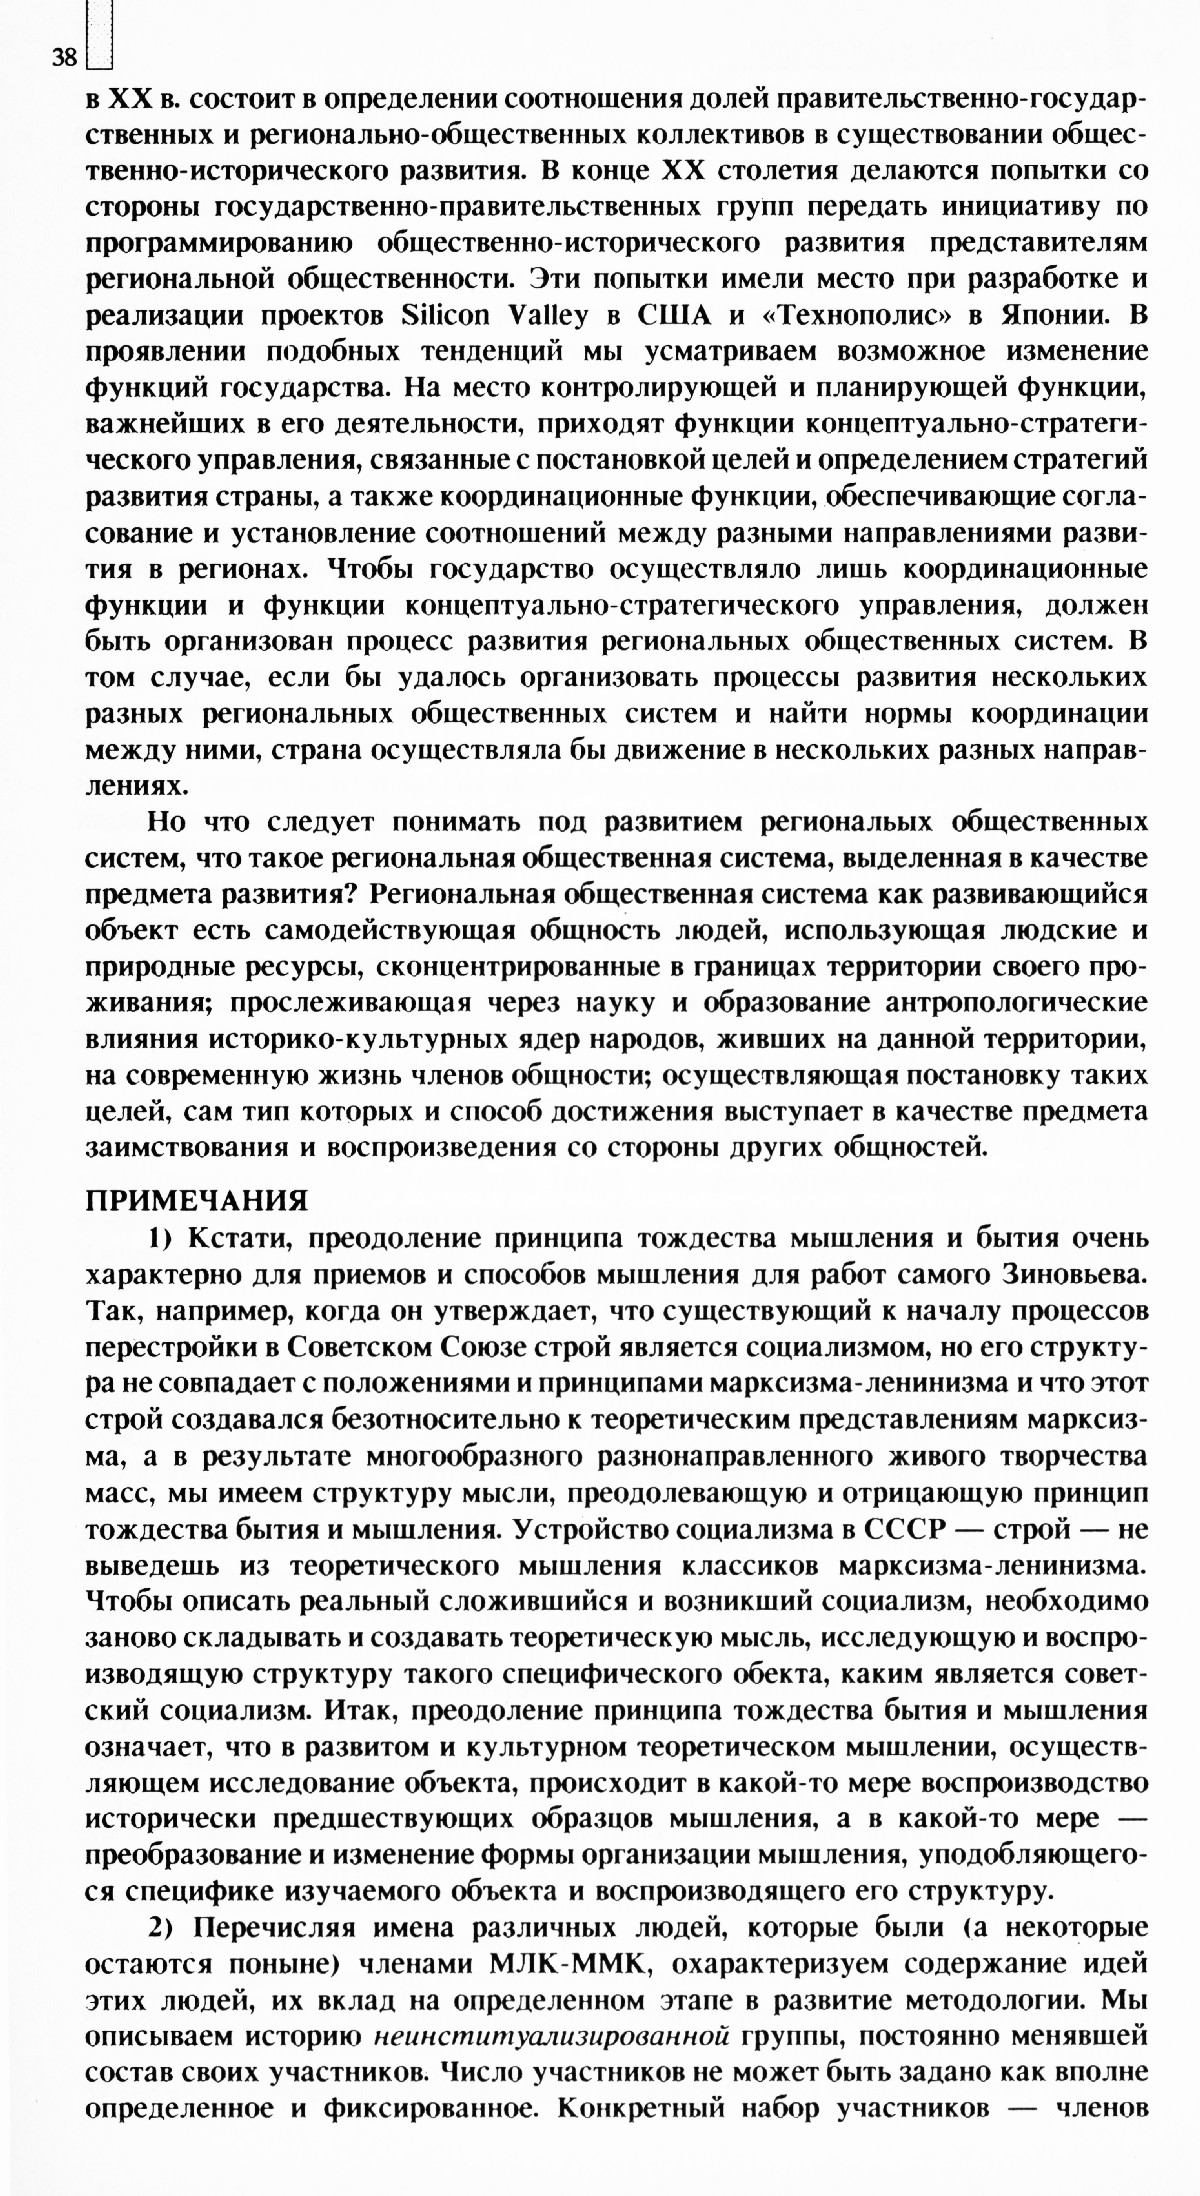 38
в XX в. состоит в определении соотношения долей правительственно-государ-
ственных и регионально-общественных коллективов в существовании общес-
твенно-исторического развития. В конце XX столетия делаются попытки со
стороны государственно-правительственных групп передать инициативу по
программированию общественно-исторического развития представителям
региональной общественности. Эти попытки имели место при разработке и
реализации проектов Silicon Valley в США и «Технополис» в Японии. В
проявлении подобных тенденций мы усматриваем возможное изменение
функций государства. На место контролирующей и планирующей функции,
важнейших в его деятельности, приходят функции концептуально-стратеги-
ческого управления, связанные с постановкой целей и определением стратегий
развития страны, а также координационные функции, обеспечивающие согла-
сование и установление соотношений между разными направлениями разви-
тия в регионах. Чтобы государство осуществляло лишь координационные
функции и функции концептуально-стратегического управления, должен
быть организован процесс развития региональных общественных систем. В
том случае, если бы удалось организовать процессы развития нескольких
разных региональных общественных систем и найти нормы координации
между ними, страна осуществляла бы движение в нескольких разных направ-
лениях.
Но что следует понимать под развитием региональых общественных
систем, что такое региональная общественная система, выделенная в качестве
предмета развития? Региональная общественная система как развивающийся
объект есть самодействующая общность людей, использующая людские и
природные ресурсы, сконцентрированные в границах территории своего про-
живания; прослеживающая через науку и образование антропологические
влияния историко-культурных ядер народов, живших на данной территории,
на современную жизнь членов общности; осуществляющая постановку таких
целей, сам тип которых и способ достижения выступает в качестве предмета
заимствования и воспроизведения со стороны других общностей.
ПРИМЕЧАНИЯ
1) Кстати, преодоление принципа тождества мышления и бытия очень
характерно для приемов и способов мышления для работ самого Зиновьева.
Так, например, когда он утверждает, что существующий к началу процессов
перестройки в Советском Союзе строй является социализмом, но его структу-
ра не совпадает с положениями и принципами марксизма-ленинизма и что этот
строй создавался безотносительно к теоретическим представлениям марксиз-
ма, а в результате многообразного разнонаправленного живого творчества
масс, мы имеем структуру мысли, преодолевающую и отрицающую принцип
тождества бытия и мышления. Устройство социализма в СССР — строй — не
выведешь из теоретического мышления классиков марксизма-ленинизма.
Чтобы описать реальный сложившийся и возникший социализм, необходимо
заново складывать и создавать теоретическую мысль, исследующую и воспро-
изводящую структуру такого специфического обекта, каким является совет-
ский социализм. Итак, преодоление принципа тождества бытия и мышления
означает, что в развитом и культурном теоретическом мышлении, осуществ-
ляющем исследование объекта, происходит в какой-то мере воспроизводство
исторически предшествующих образцов мышления, а в какой-то мере —
преобразование и изменение формы организации мышления, уподобляющего-
ся специфике изучаемого объекта и воспроизводящего его структуру.
2) Перечисляя имена различных людей, которые были (а некоторые
остаются поныне) членами МЛК-ММК, охарактеризуем содержание идей
этих людей, их вклад на определенном этапе в развитие методологии. Мы
описываем историю неинституализированной группы, постоянно менявшей
состав своих участников. Число участников не может быть задано как вполне
определенное и фиксированное. Конкретный набор участников — членов